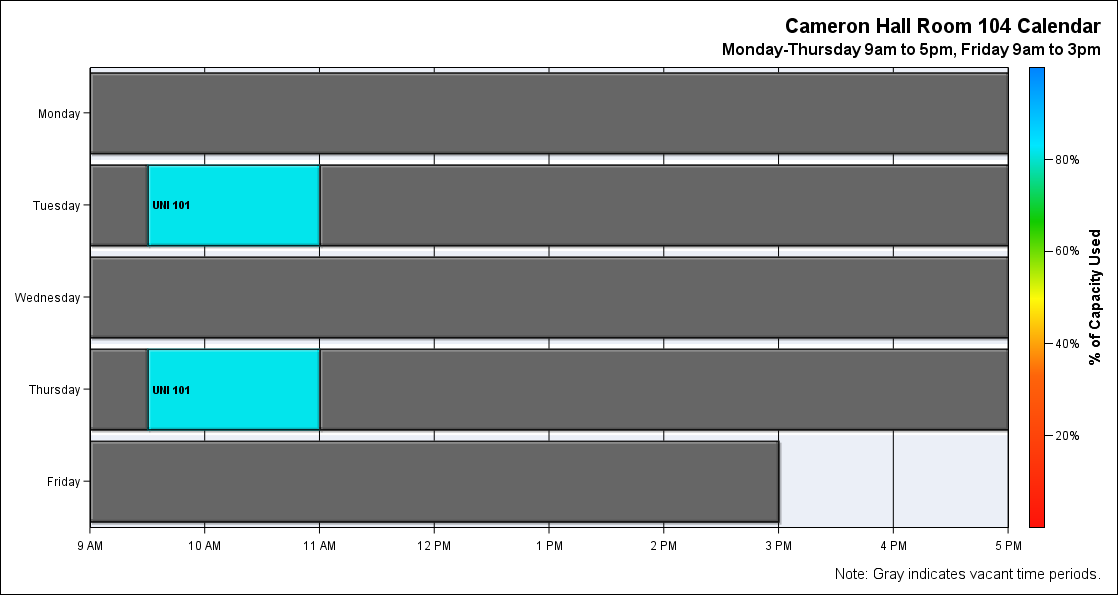 Cameron Hall Room 104 Calendar
Monday-Thursday 9am to 5pm, Friday 9am to 3pm
Monday
Tuesday
UNI 101
Wednesday
Thursday
UNI 101
Friday
9 AM 10 AM 11 AM 12 PM 1 PM 2 PM 3 PM 4 PM 5 PM
80%
60%
40%
20%
% of Capacity Used
Note: Gray indicates vacant time periods.